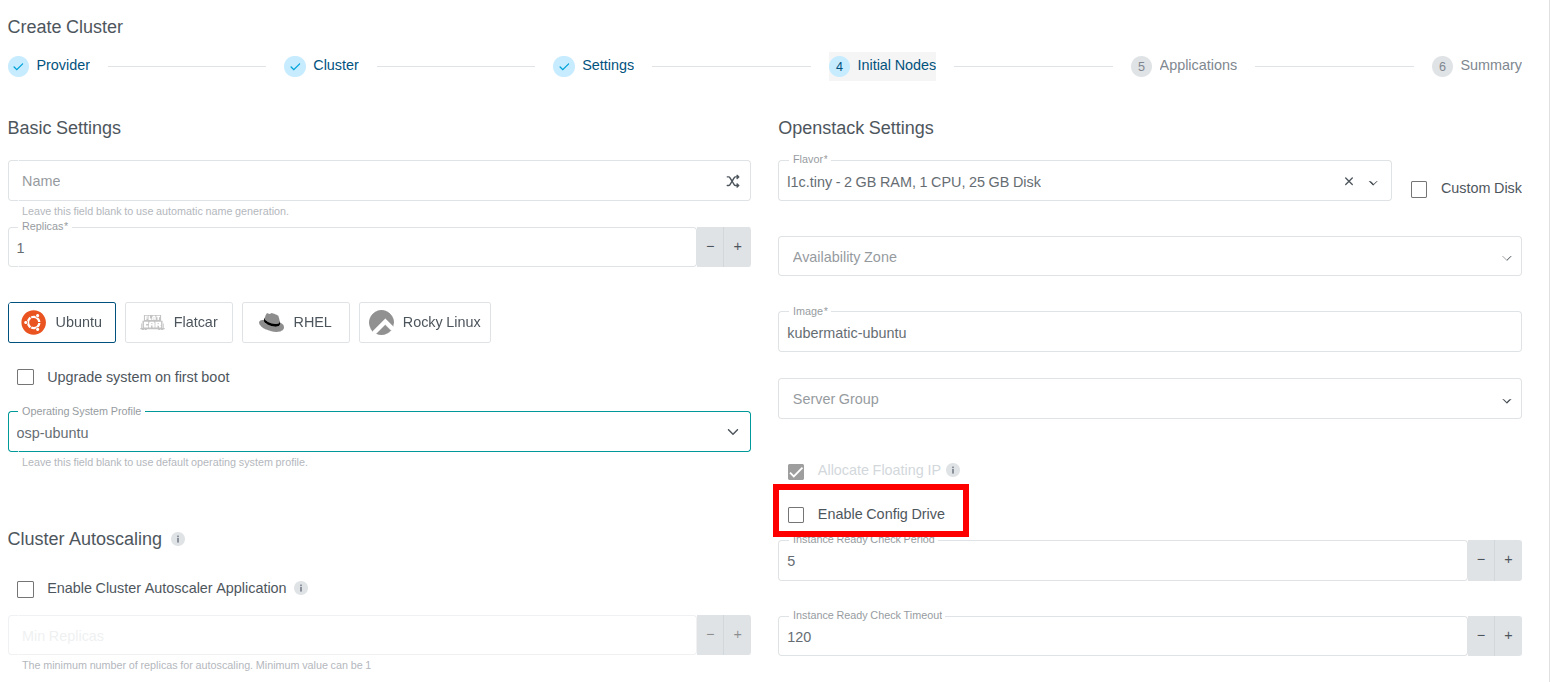 Create Cluster
Provider
Cluster
Settings
4 Initial Nodes
5 Applications
6 Summary
Basic Settings
Name
Leave this field blank to use automatic name generation.
Replicas*
1
− +
Ubuntu
Flatcar
RHEL
Rocky Linux
Upgrade system on first boot
Operating System Profile
osp-ubuntu
Leave this field blank to use default operating system profile.
Cluster Autoscaling
Enable Cluster Autoscaler Application
Min Replicas
− +
The minimum number of replicas for autoscaling. Minimum value can be 1
Openstack Settings
Flavor*
l1c.tiny - 2 GB RAM, 1 CPU, 25 GB Disk
Custom Disk
Availability Zone
Image*
kubermatic-ubuntu
Server Group
Allocate Floating IP
Enable Config Drive
Instance Ready Check Period
5
− +
Instance Ready Check Timeout
120
− +